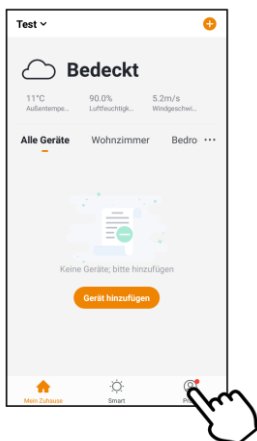 Test
Bedeckt
11°C 90.0% 5.2m/s
Außentempe... Luftfeuchtigk... Windgeschwi...
Alle Geräte Wohnzimmer Bedro ...
Keine Geräte, bitte hinzufügen
Gerät hinzufügen
Mein Zuhause Smart